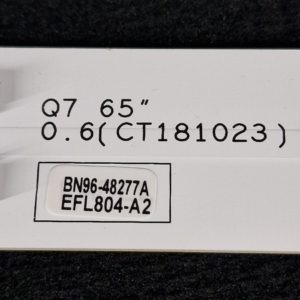 Q7 65"
0.6(CT181023)
BN96-48277A
EFL804-A2